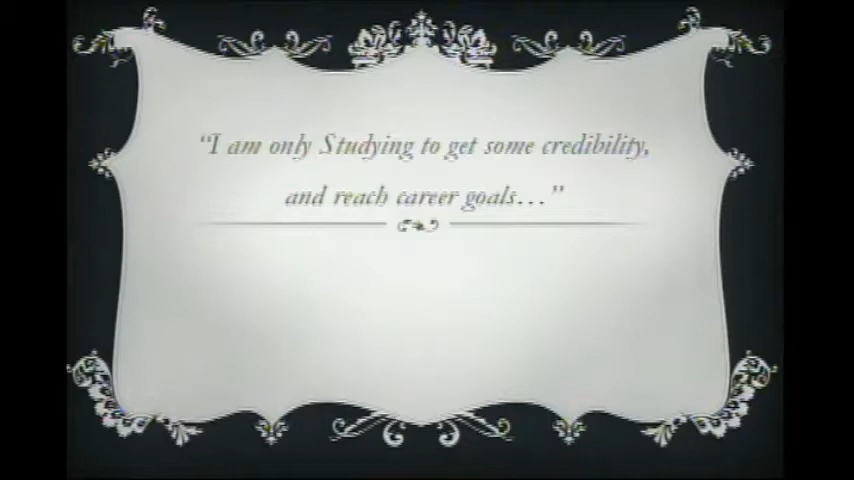 “I am only Studying to get some credibility,
and reach career goals…”